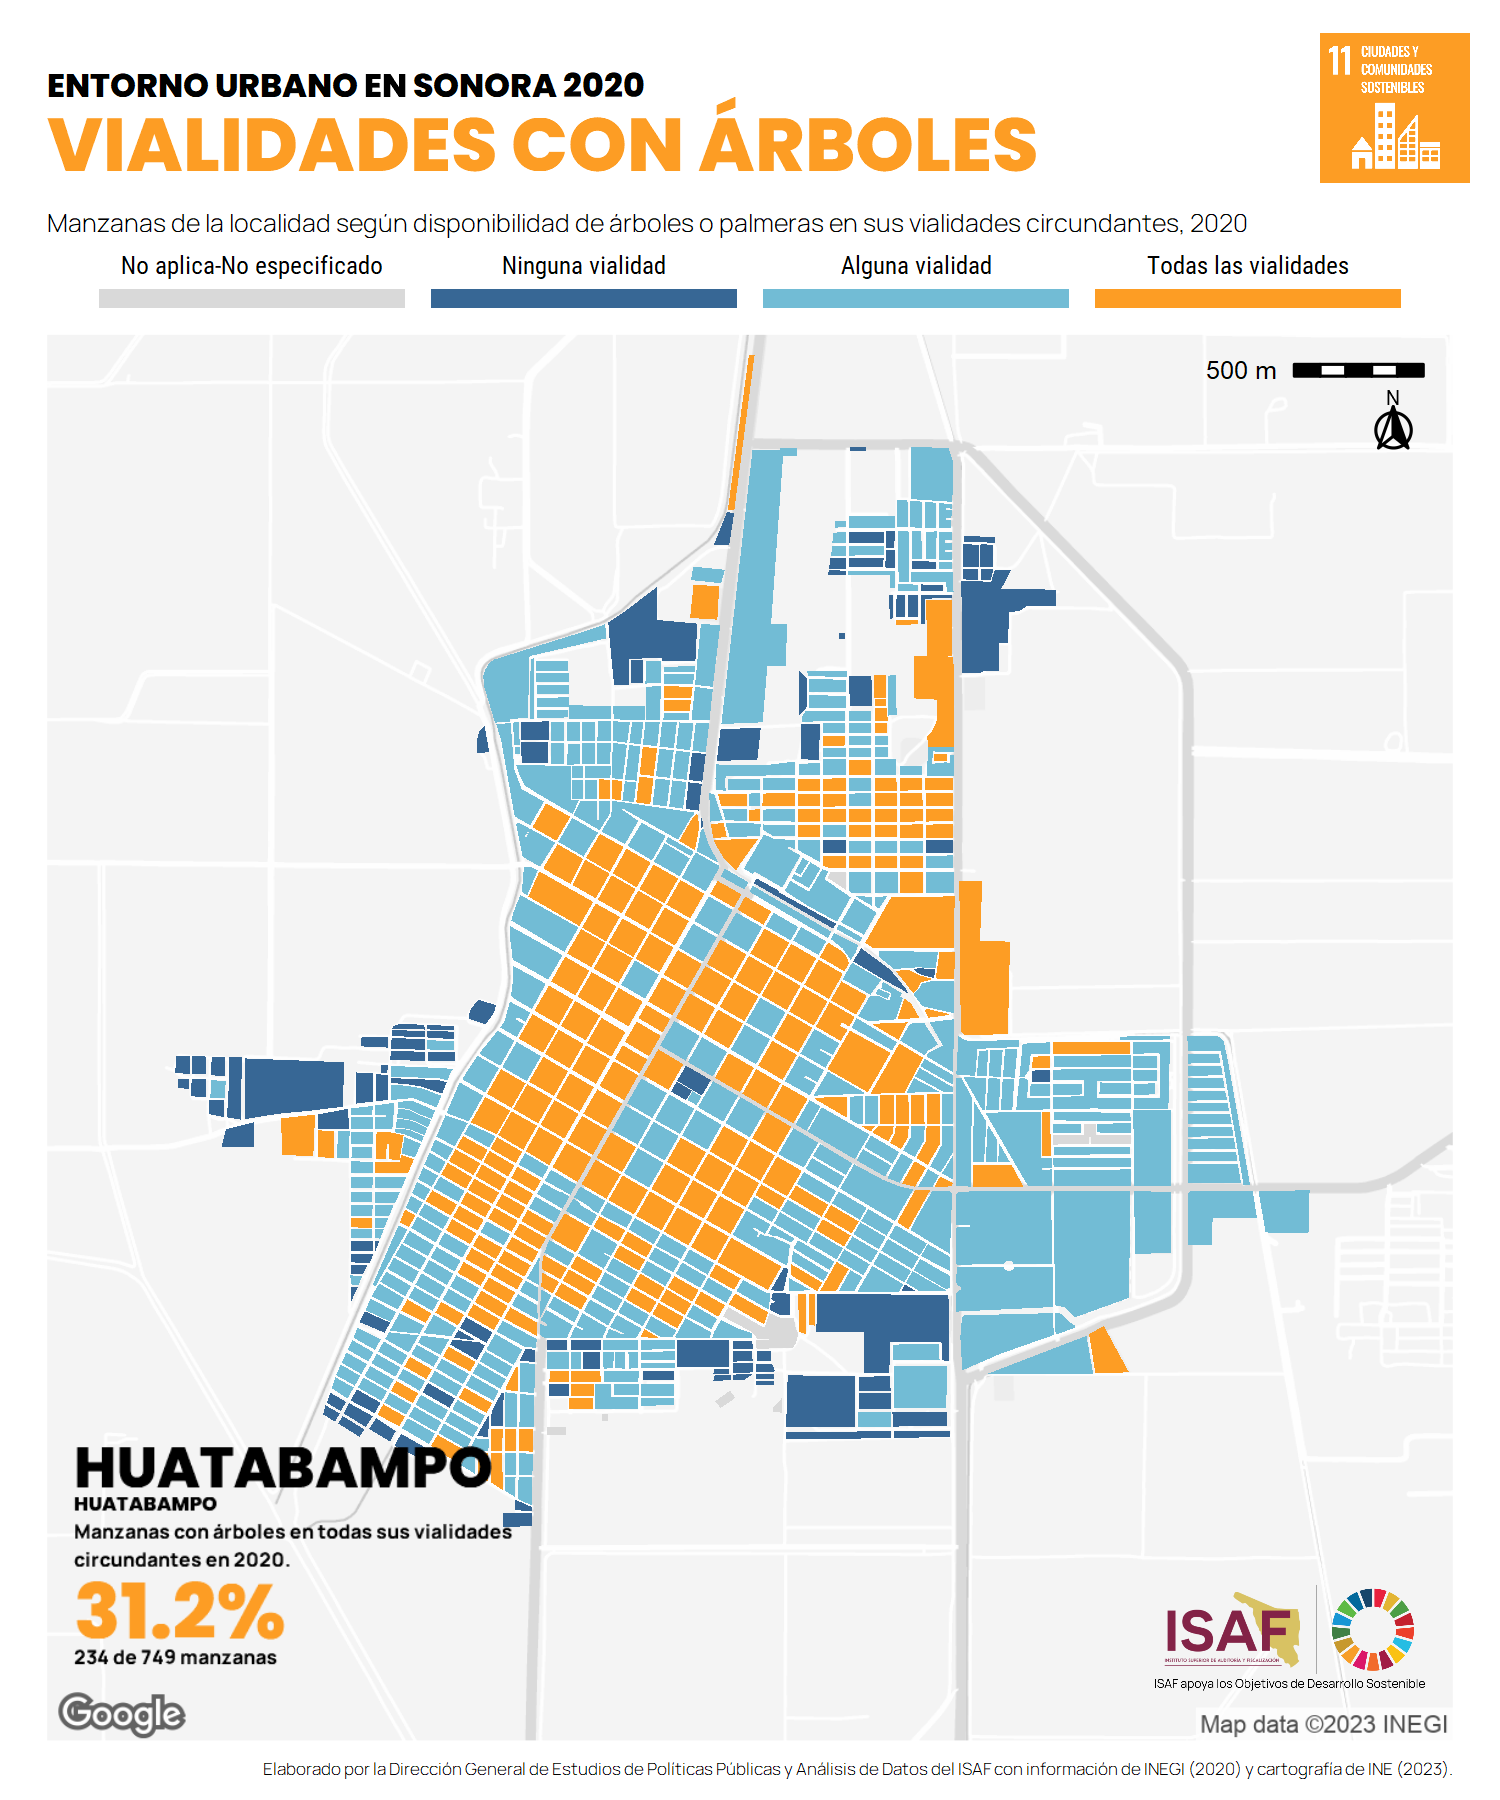 ENTORNO URBANO EN SONORA 2020
VIALIDADES CON ÁRBOLES
11 CIUDADES Y
COMUNIDADES
SOSTENIBLES
Manzanas de la localidad según disponibilidad de árboles o palmeras en sus vialidades circundantes, 2020
No aplica-No especificado
Ninguna vialidad
Alguna vialidad
Todas las vialidades
500 m
N
HUATABAMPO
HUATABAMPO
Manzanas con árboles en todas sus vialidades
circundantes en 2020.
31.2%
234 de 749 manzanas
Google
ISAF
INSTITUTO SUPERIOR DE AUDITORÍA Y FISCALIZACIÓN
ISAF apoya los Objetivos de Desarrollo Sostenible
Map data ©2023 INEGI
Elaborado por la Dirección General de Estudios de Políticas Públicas y Análisis de Datos del ISAF con información de INEGI (2020) y cartografía de INE (2023).